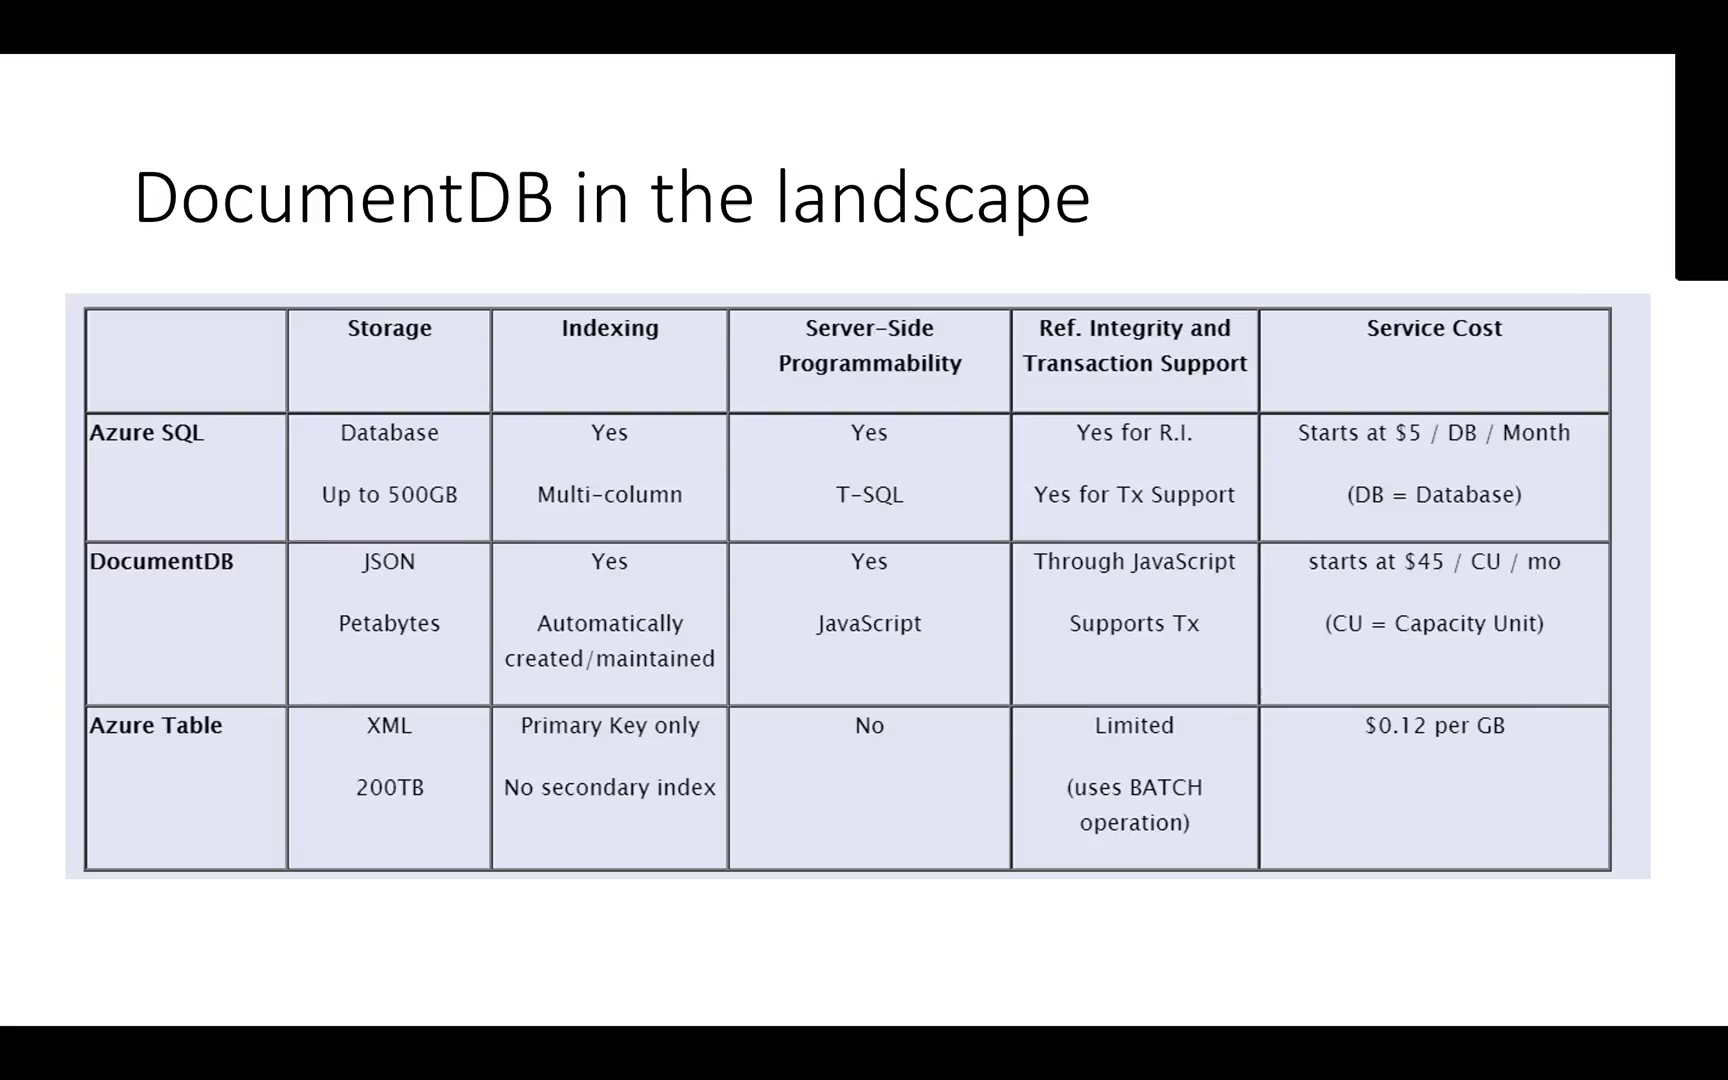 DocumentDB in the landscape
Storage
Indexing
Server-Side
Programmability
Ref. Integrity and
Transaction Support
Service Cost
Azure SQL
Database
Up to 500GB
Yes
Multi-column
Yes
T-SQL
Yes for R.I.
Yes for Tx Support
Starts at $5 / DB / Month
(DB = Database)
DocumentDB
JSON
Petabytes
Yes
Automatically
created/maintained
Yes
JavaScript
Through JavaScript
Supports Tx
starts at $45 / CU / mo
(CU = Capacity Unit)
Azure Table
XML
200TB
Primary Key only
No secondary index
No
Limited
(uses BATCH
operation)
$0.12 per GB